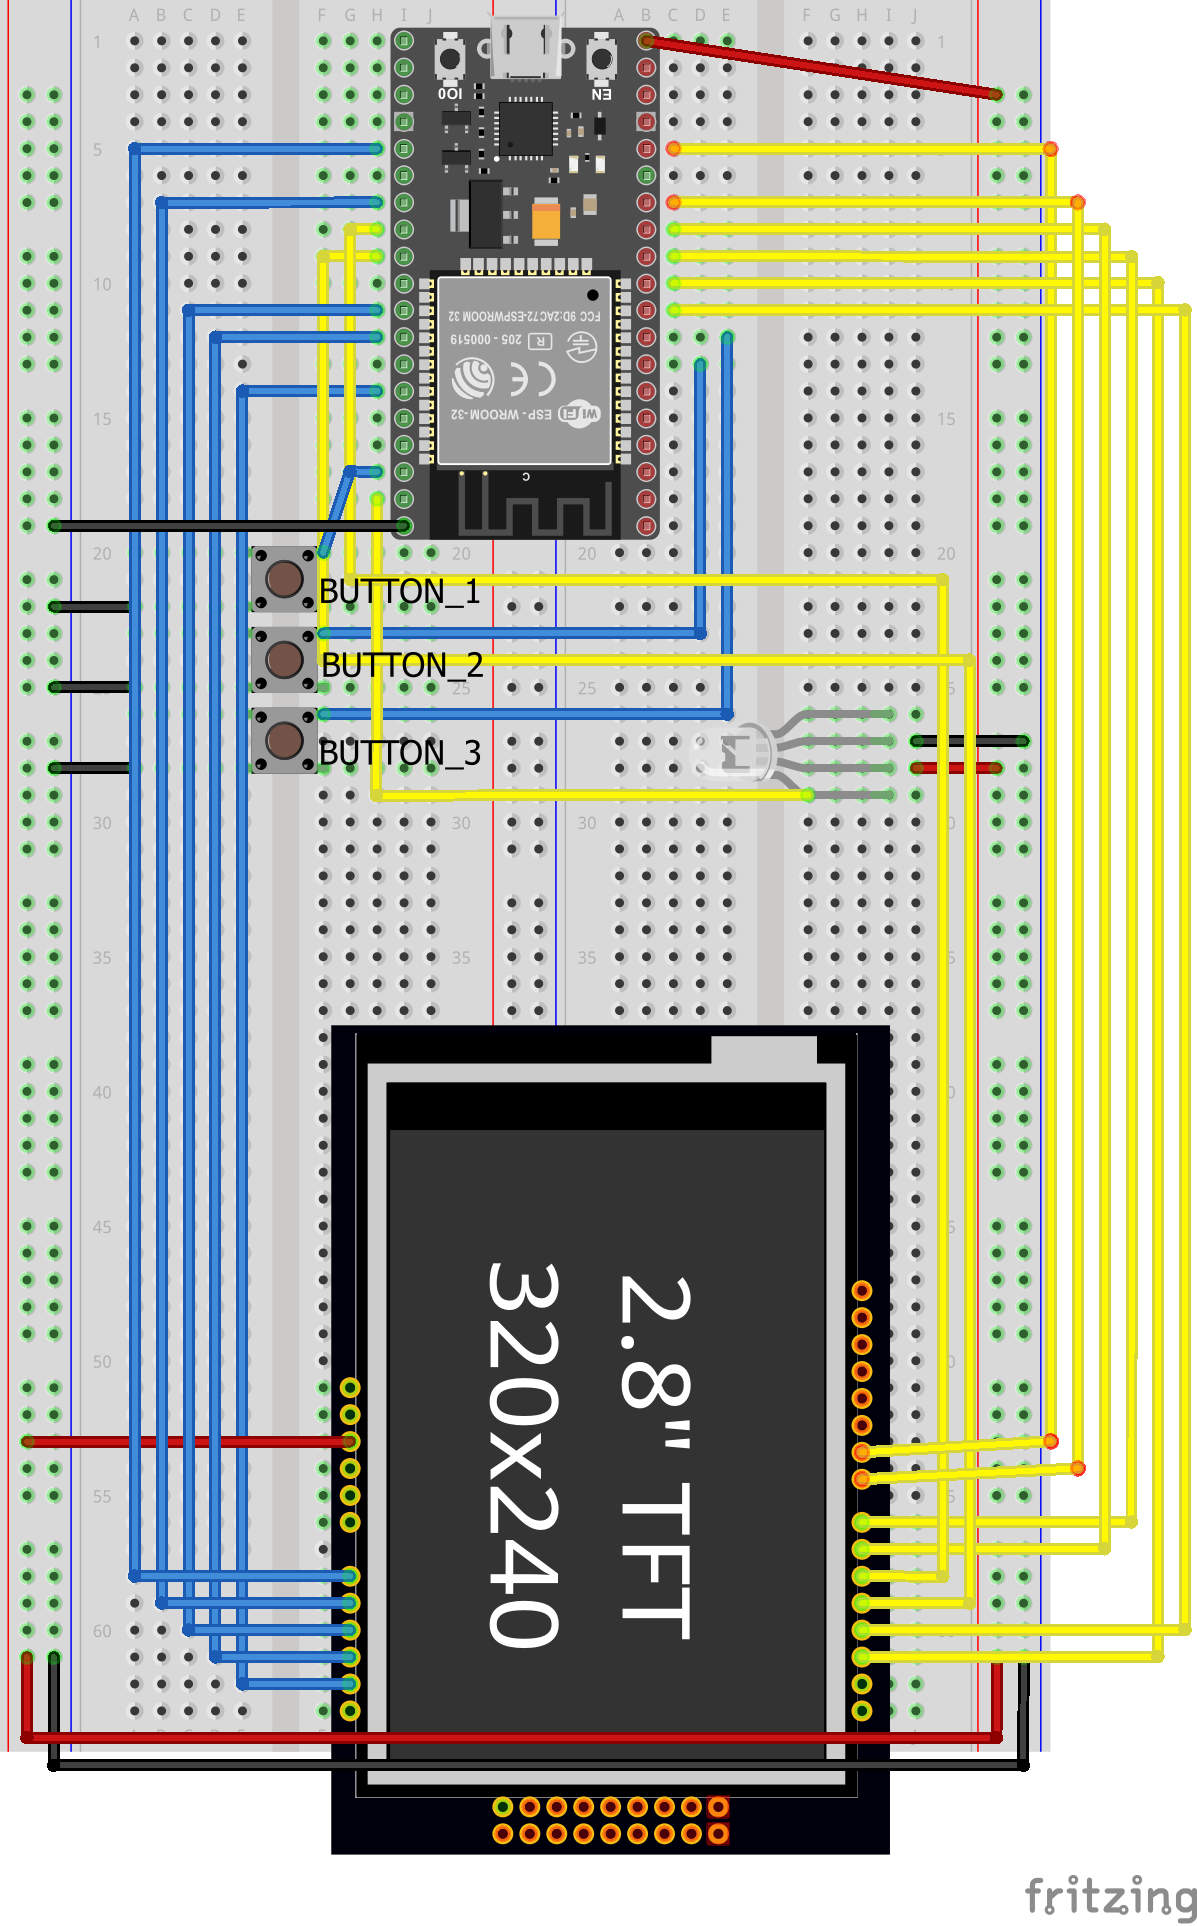 A B C D E F G H I J A B C D E F G H I J
1 1
IO0 EN
5
10
FCC 9D:2AC72-ESPWROOM 32
205 - 000519
R
CE
ESP - WROOM-32
WiFi
15 15
C
20 20 20 20
BUTTON_1
BUTTON_2
25 25
BUTTON_3
30 30
35 35 35
40
45
50
2.8" TFT
320x240
55
60
fritzing